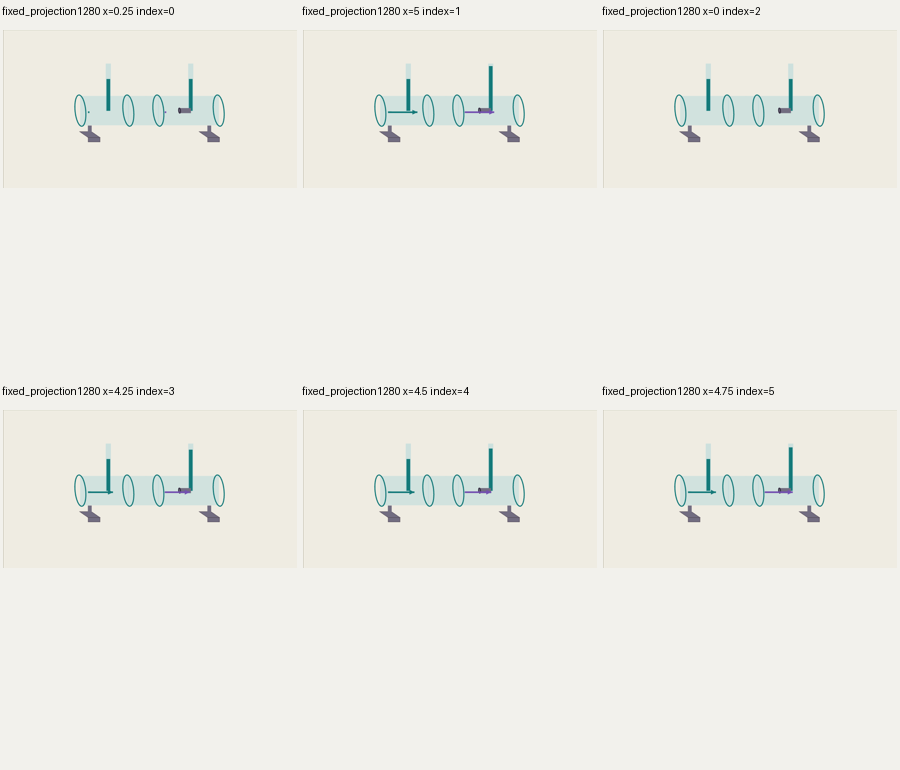 fixed_projection1280 x=0.25 index=0
fixed_projection1280 x=5 index=1
fixed_projection1280 x=0 index=2
fixed_projection1280 x=4.25 index=3
fixed_projection1280 x=4.5 index=4
fixed_projection1280 x=4.75 index=5